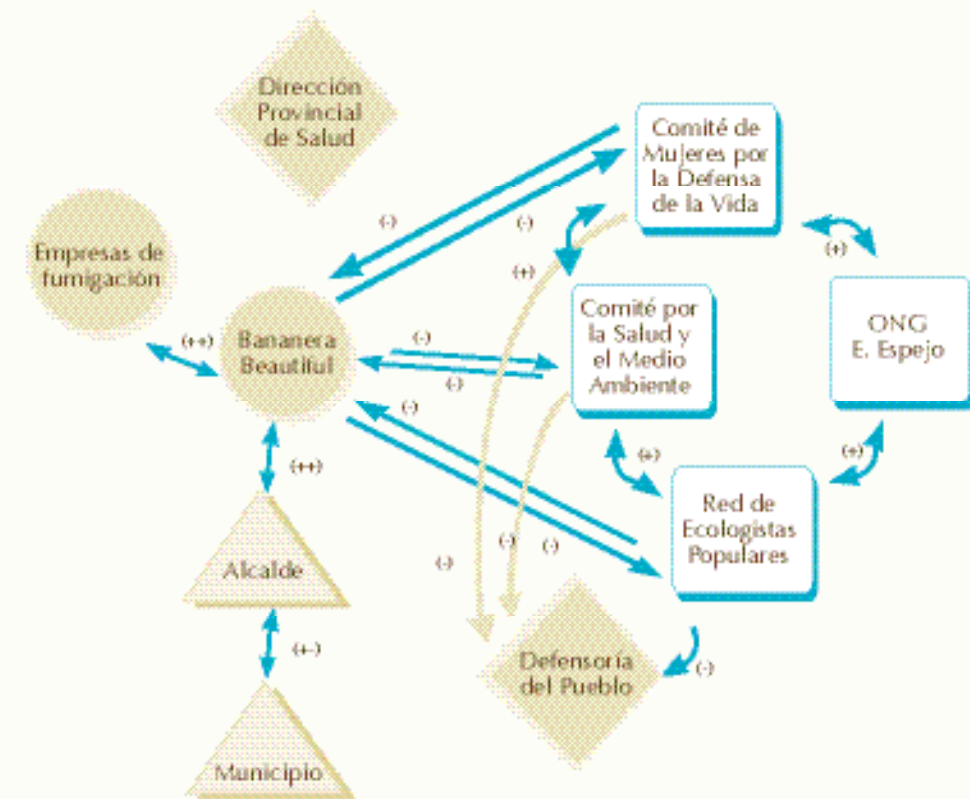 Dirección
Provincial
de Salud
Comité de
Mujeres por
la Defensa
de la Vida
(-)
(-)
(+)
(+)
Empresas de
fumigación
(++)
Bananera
Beautiful
(-)
(-)
(-)
Comité por
la Salud y
el Medio
Ambiente
ONG
E. Espejo
(++)
(+)
(+)
Alcalde
Red de
Ecologistas
Populares
(-)
(-)
(-)
(+-)
Defensoría
del Pueblo
(-)
Municipio